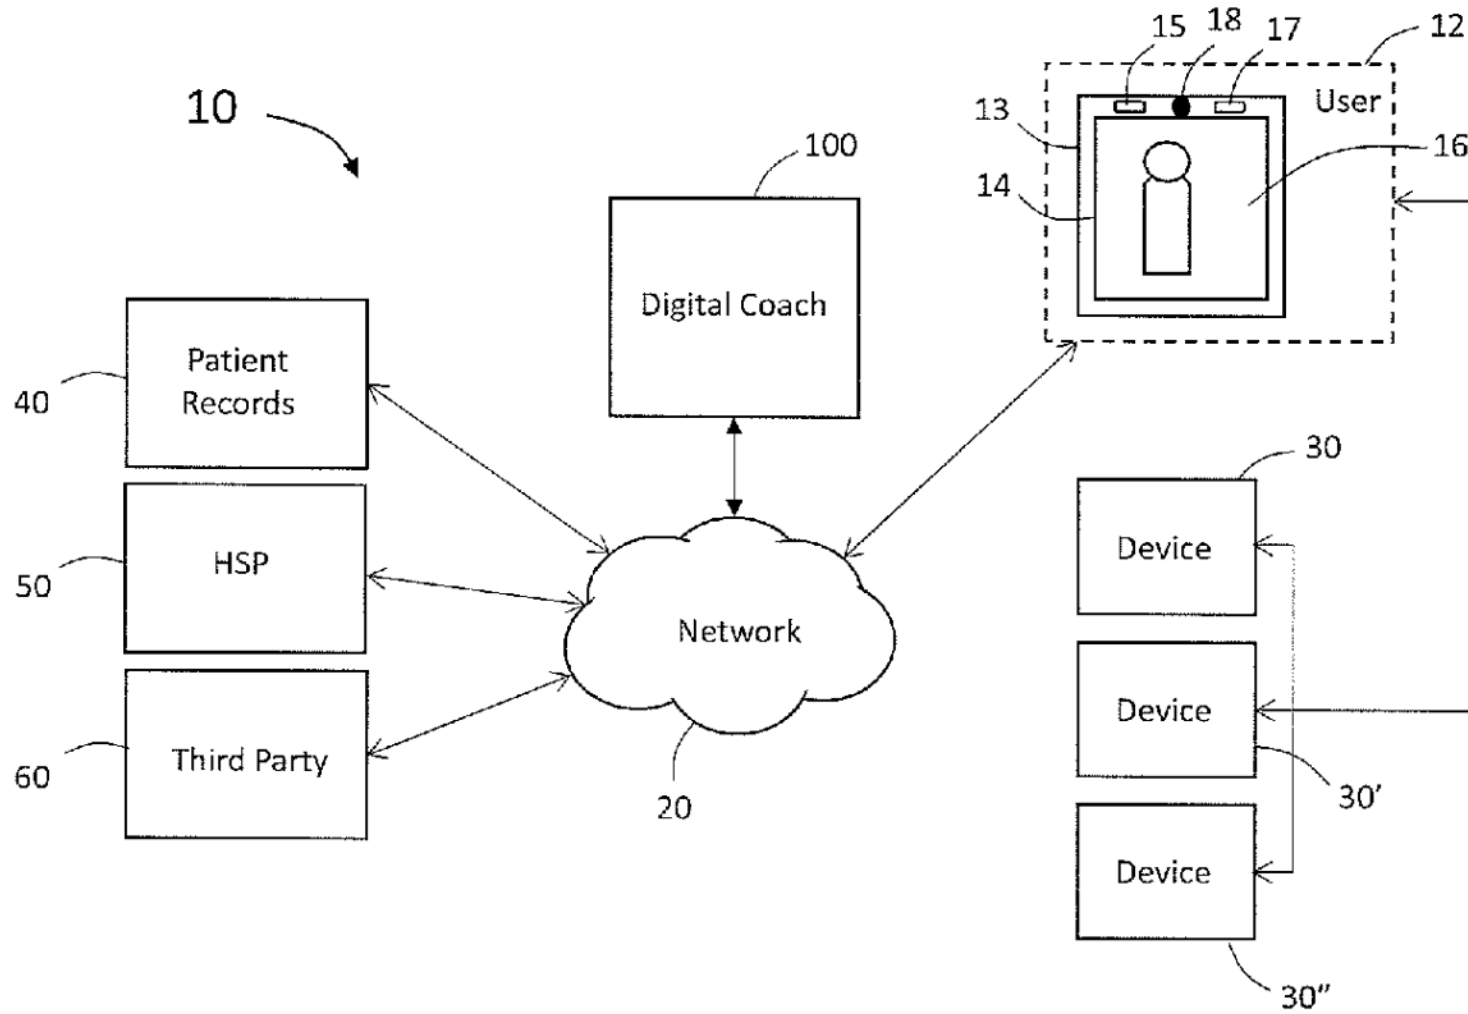 10
15
18
17
12
13
User
14
16
100
Digital Coach
Patient
Records
40
30
Device
HSP
50
Network
Device
Third Party
60
20
30′
Device
30″